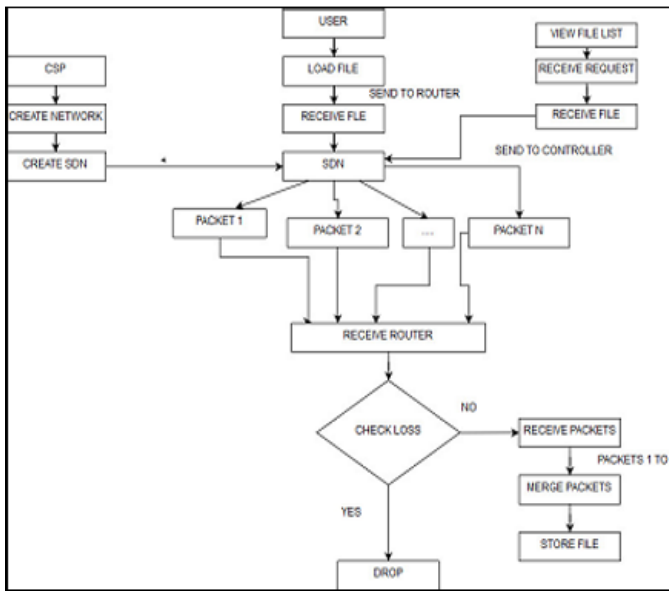 USER
VIEW FILE LIST
CSP
LOAD FILE
RECEIVE REQUEST
SEND TO ROUTER
CREATE NETWORK
RECEIVE FLE
RECEIVE FILE
SEND TO CONTROLLER
CREATE SDN
SDN
PACKET 1
PACKET 2
....
PACKET N
RECEIVE ROUTER
CHECK LOSS
NO
RECEIVE PACKETS
PACKETS 1 TO
MERGE PACKETS
YES
STORE FILE
DROP